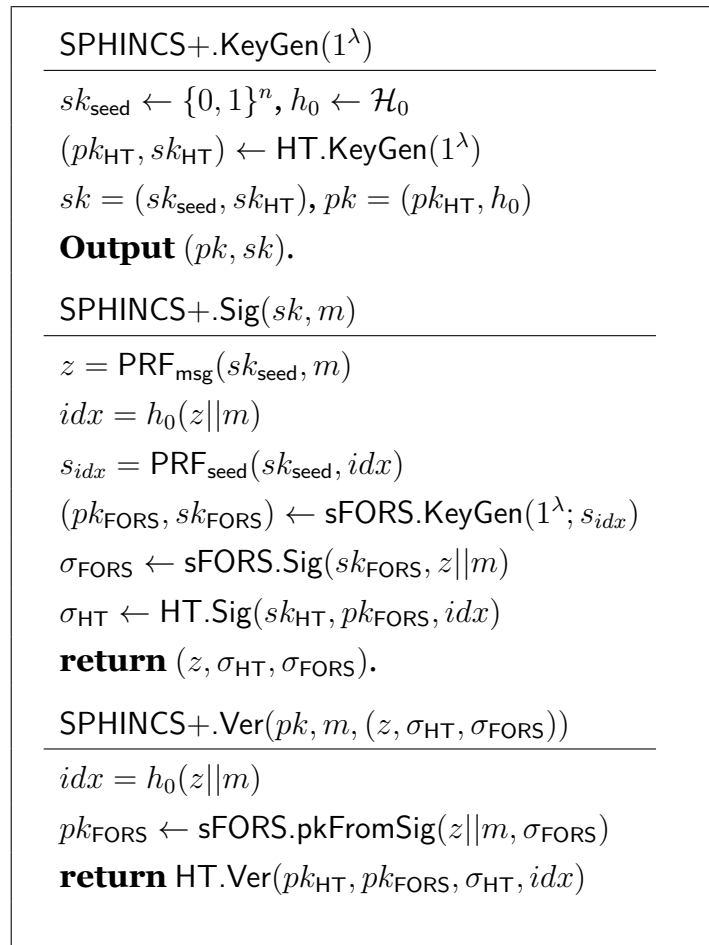 SPHINCS+.KeyGen(1^λ)
sk_seed ← {0, 1}^n, h_0 ← ℋ_0
(pk_HT, sk_HT) ← HT.KeyGen(1^λ)
sk = (sk_seed, sk_HT), pk = (pk_HT, h_0)
Output (pk, sk).
SPHINCS+.Sig(sk, m)
z = PRF_msg(sk_seed, m)
idx = h_0(z||m)
s_idx = PRF_seed(sk_seed, idx)
(pk_FORS, sk_FORS) ← sFORS.KeyGen(1^λ; s_idx)
σ_FORS ← sFORS.Sig(sk_FORS, z||m)
σ_HT ← HT.Sig(sk_HT, pk_FORS, idx)
return (z, σ_HT, σ_FORS).
SPHINCS+.Ver(pk, m, (z, σ_HT, σ_FORS))
idx = h_0(z||m)
pk_FORS ← sFORS.pkFromSig(z||m, σ_FORS)
return HT.Ver(pk_HT, pk_FORS, σ_HT, idx)